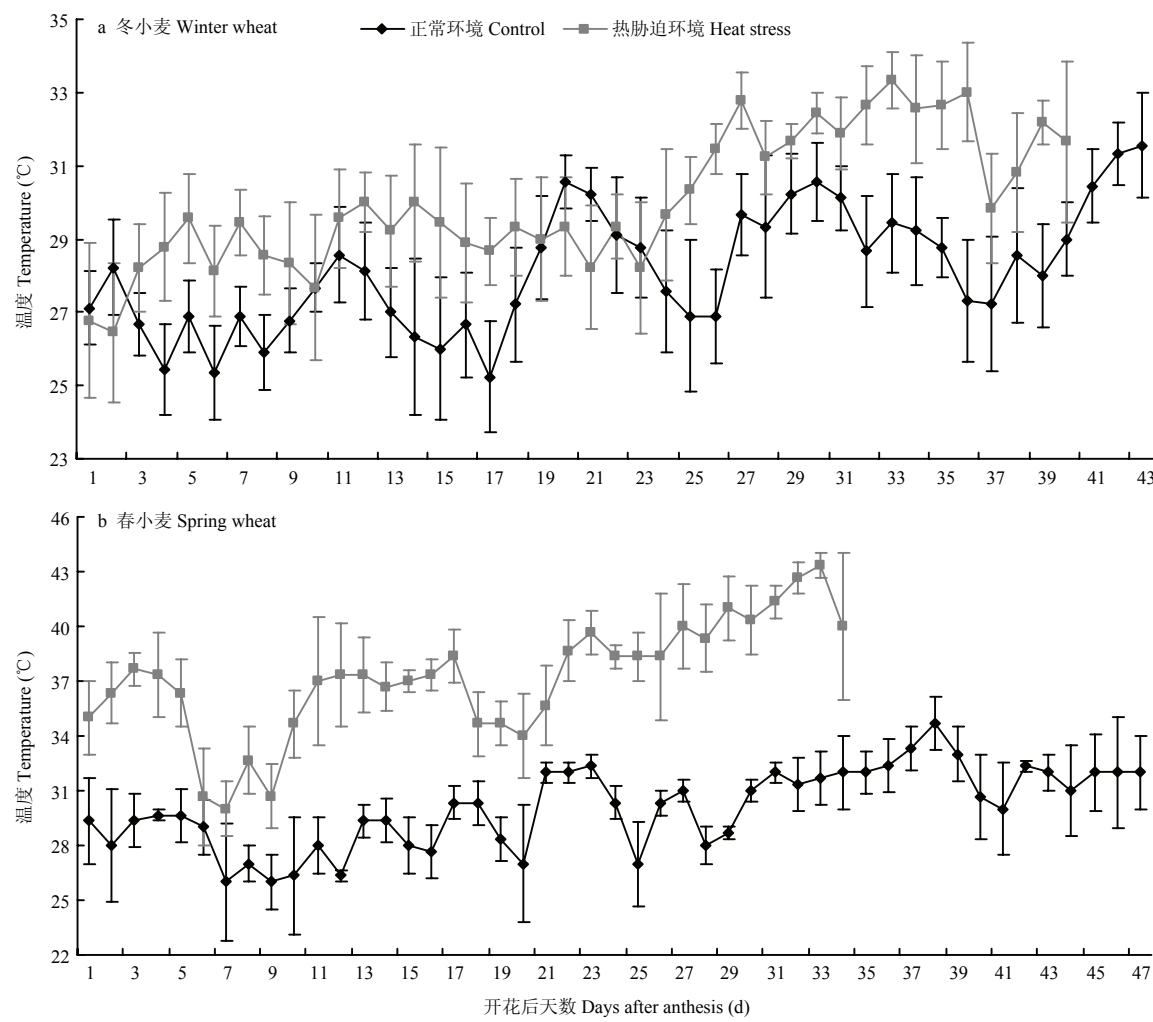 a 冬小麦 Winter wheat
正常环境 Control
热胁迫环境 Heat stress
温度 Temperature (℃)
35
33
31
29
27
25
23
1 3 5 7 9 11 13 15 17 19 21 23 25 27 29 31 33 35 37 39 41 43
b 春小麦 Spring wheat
温度 Temperature (℃)
46
43
40
37
34
31
28
25
22
1 3 5 7 9 11 13 15 17 19 21 23 25 27 29 31 33 35 37 39 41 43 45 47
开花后天数 Days after anthesis (d)